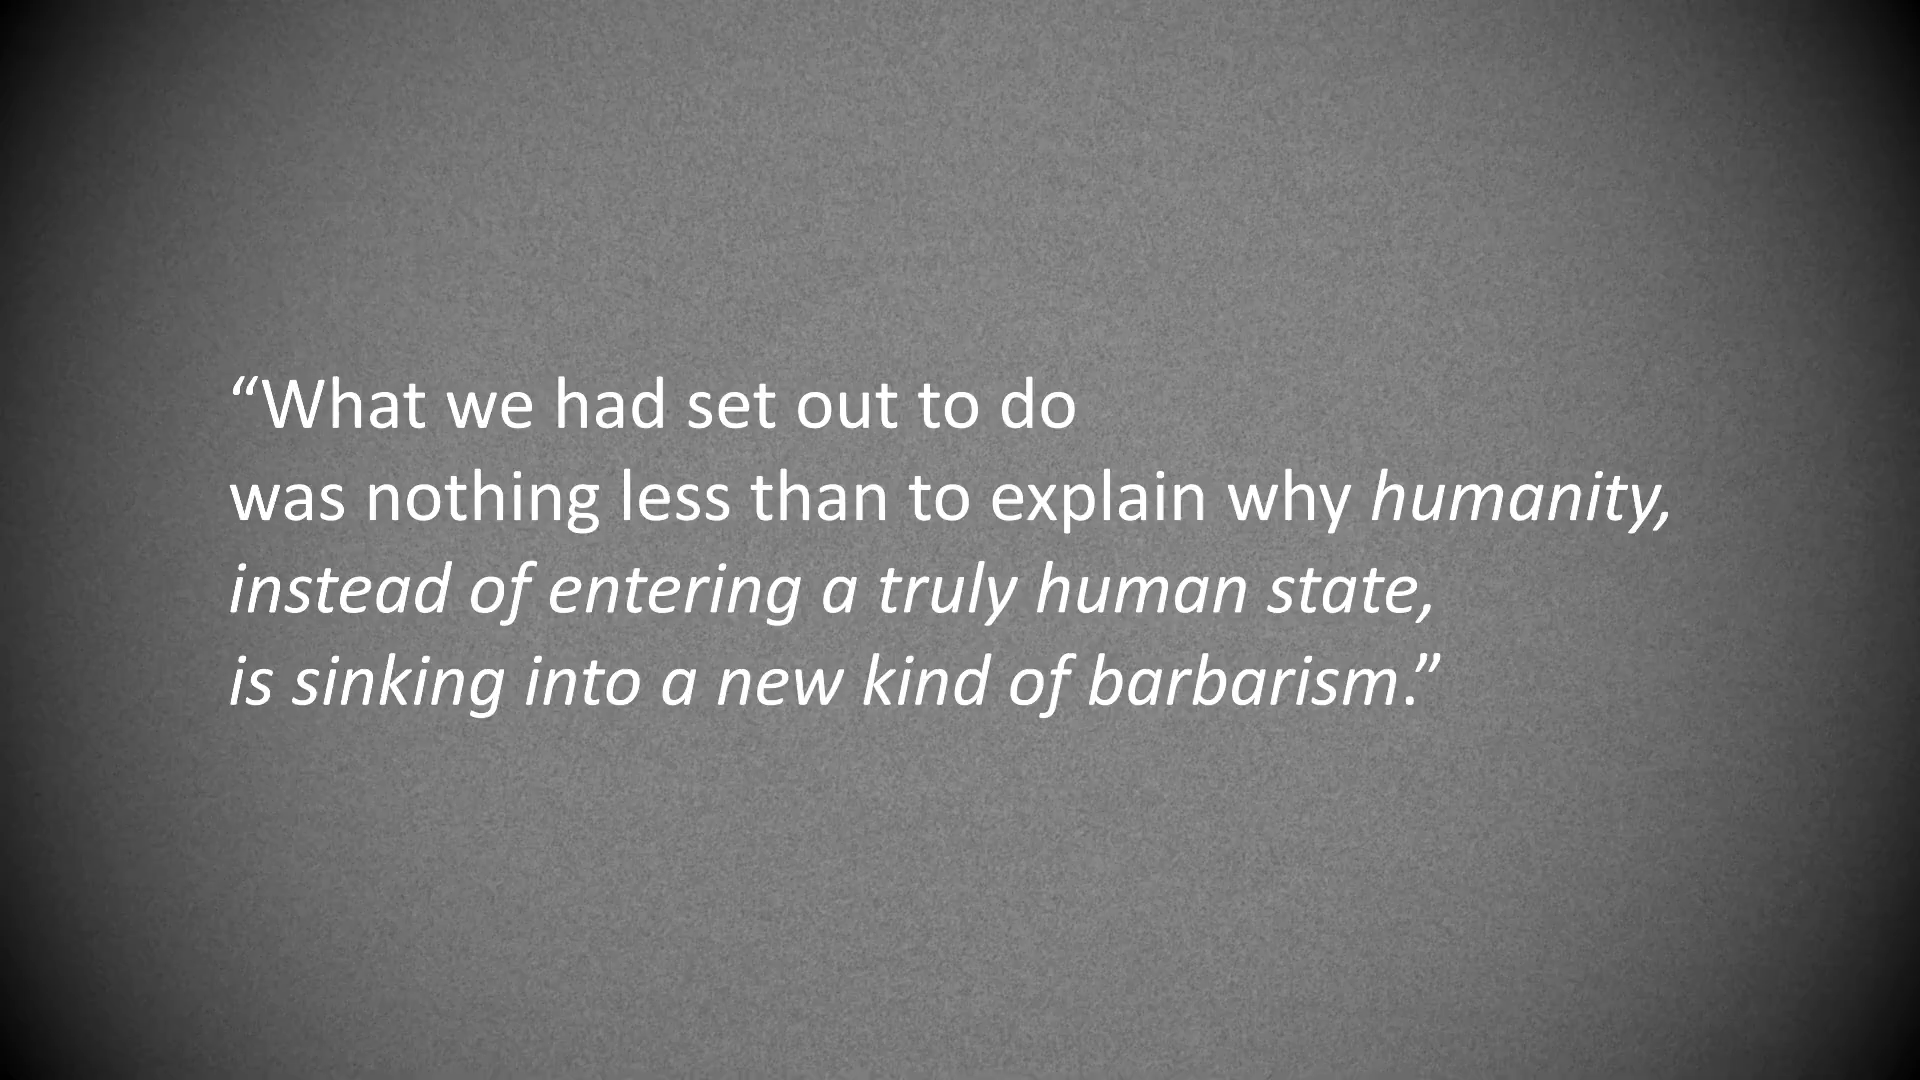 “What we had set out to do
was nothing less than to explain why humanity,
instead of entering a truly human state,
is sinking into a new kind of barbarism.”